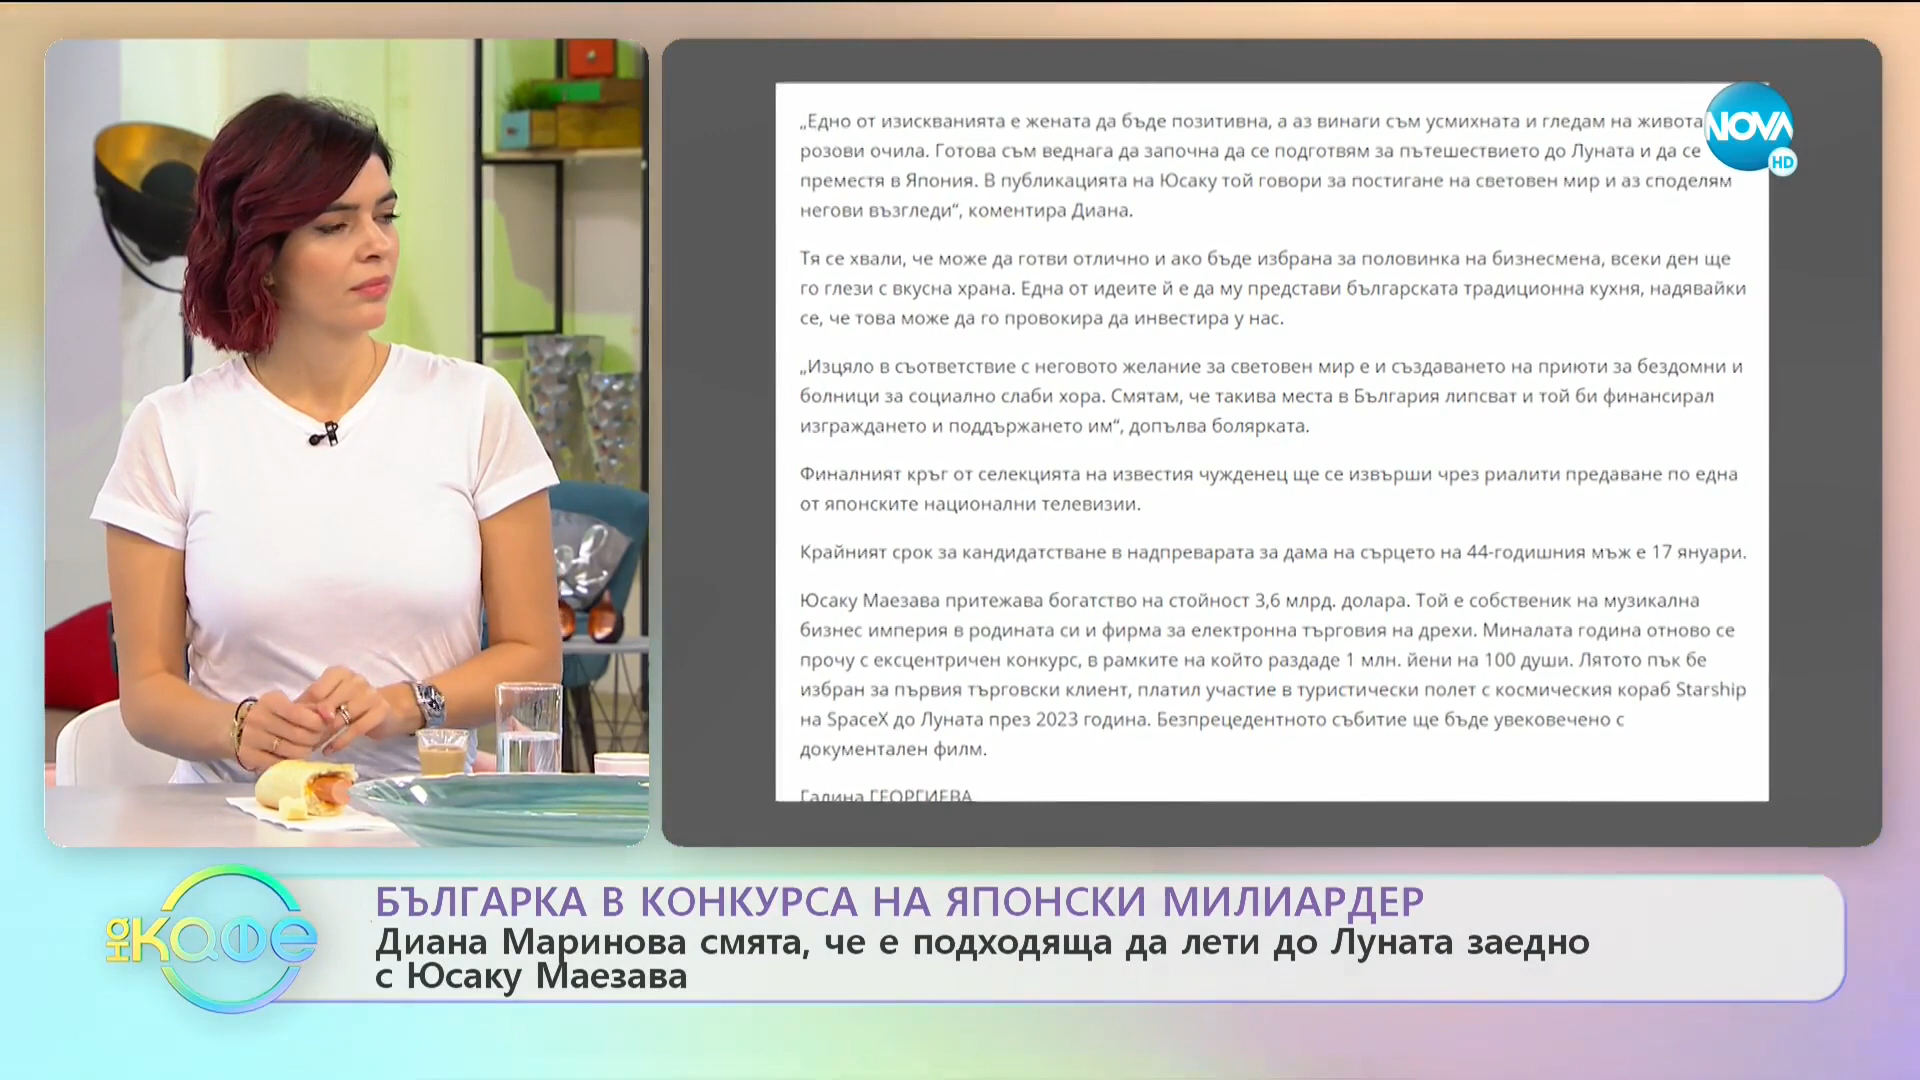 „Едно от изискванията е жената да бъде позитивна, а аз винаги съм усмихната и гледам на живота
розови очила. Готова съм веднага да започна да се подготвям за пътешествието до Луната и да се
преместя в Япония. В публикацията на Юсаку той говори за постигане на световен мир и аз споделям
негови възгледи“, коментира Диана.
Тя се хвали, че може да готви отлично и ако бъде избрана за половинка на бизнесмена, всеки ден ще
го глези с вкусна храна. Една от идеите й е да му представи българската традиционна кухня, надявайки
се, че това може да го провокира да инвестира у нас.
„Изцяло в съответствие с неговото желание за световен мир е и създаването на приюти за бездомни и
болници за социално слаби хора. Смятам, че такива места в България липсват и той би финансирал
изграждането и поддържането им“, допълва болярката.
Финалният кръг от селекцията на известия чужденец ще се извърши чрез риалити предаване по една
от японските национални телевизии.
Крайният срок за кандидатстване в надпреварата за дама на сърцето на 44-годишния мъж е 17 януари.
Юсаку Маезава притежава богатство на стойност 3,6 млрд. долара. Той е собственик на музикална
бизнес империя в родината си и фирма за електронна търговия на дрехи. Миналата година отново се
прочу с ексцентричен конкурс, в рамките на който раздаде 1 млн. йени на 100 души. Лятото пък бе
избран за първия търговски клиент, платил участие в туристически полет с космическия кораб Starship
на SpaceX до Луната през 2023 година. Безпрецедентното събитие ще бъде увековечено с
документален филм.
Галина ГЕОРГИЕВА
NOVA
HD
на КАФЕ
БЪЛГАРКА В КОНКУРСА НА ЯПОНСКИ МИЛИАРДЕР
Диана Маринова смята, че е подходяща да лети до Луната заедно
с Юсаку Маезава